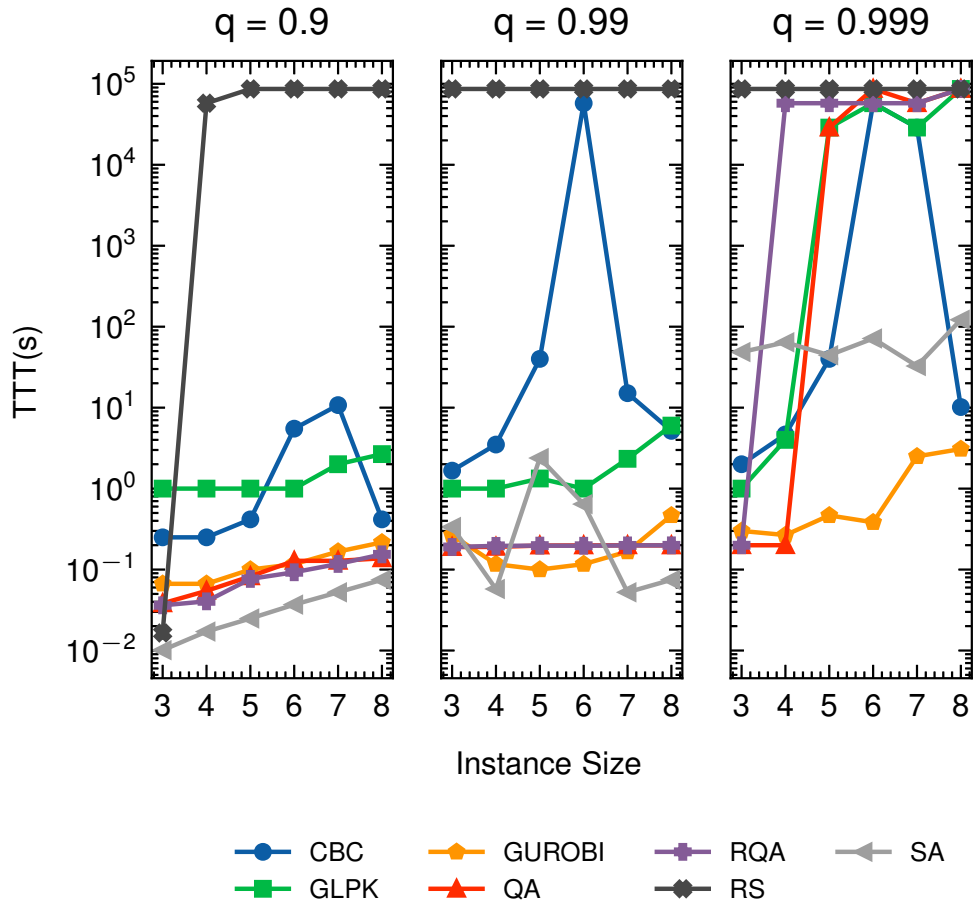 q = 0.9 q = 0.99 q = 0.999
TTT(s)
10^5
10^4
10^3
10^2
10^1
10^0
10^−1
10^−2
3 4 5 6 7 8 3 4 5 6 7 8 3 4 5 6 7 8
Instance Size
CBC GUROBI RQA SA
GLPK QA RS